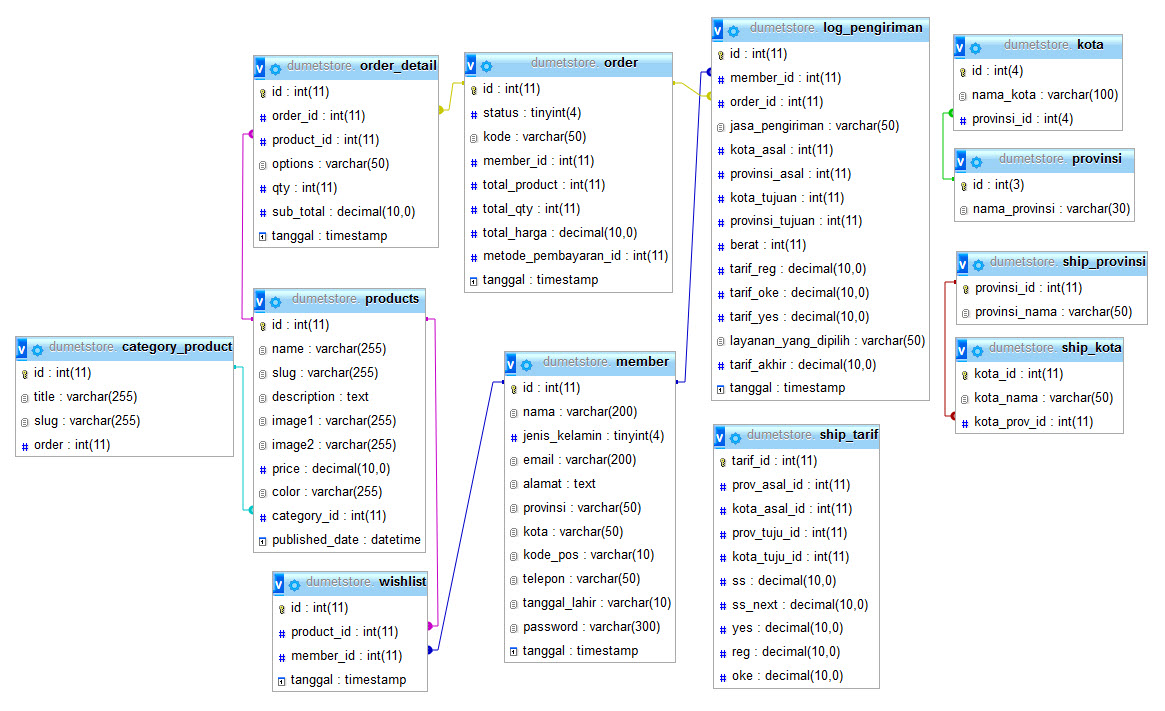 dumetstore. order_detail
id : int(11)
order_id : int(11)
product_id : int(11)
options : varchar(50)
qty : int(11)
sub_total : decimal(10,0)
tanggal : timestamp
dumetstore. order
id : int(11)
status : tinyint(4)
kode : varchar(50)
member_id : int(11)
total_product : int(11)
total_qty : int(11)
total_harga : decimal(10,0)
metode_pembayaran_id : int(11)
tanggal : timestamp
dumetstore. log_pengiriman
id : int(11)
member_id : int(11)
order_id : int(11)
jasa_pengiriman : varchar(50)
kota_asal : int(11)
provinsi_asal : int(11)
kota_tujuan : int(11)
provinsi_tujuan : int(11)
berat : int(11)
tarif_reg : decimal(10,0)
tarif_oke : decimal(10,0)
tarif_yes : decimal(10,0)
layanan_yang_dipilih : varchar(50)
tarif_akhir : decimal(10,0)
tanggal : timestamp
dumetstore. kota
id : int(4)
nama_kota : varchar(100)
provinsi_id : int(4)
dumetstore. provinsi
id : int(3)
nama_provinsi : varchar(30)
dumetstore. ship_provinsi
provinsi_id : int(11)
provinsi_nama : varchar(50)
dumetstore. ship_kota
kota_id : int(11)
kota_nama : varchar(50)
kota_prov_id : int(11)
dumetstore. category_product
id : int(11)
title : varchar(255)
slug : varchar(255)
order : int(11)
dumetstore. products
id : int(11)
name : varchar(255)
slug : varchar(255)
description : text
image1 : varchar(255)
image2 : varchar(255)
price : decimal(10,0)
color : varchar(255)
category_id : int(11)
published_date : datetime
dumetstore. member
id : int(11)
nama : varchar(200)
jenis_kelamin : tinyint(4)
email : varchar(200)
alamat : text
provinsi : varchar(50)
kota : varchar(50)
kode_pos : varchar(10)
telepon : varchar(50)
tanggal_lahir : varchar(10)
password : varchar(300)
tanggal : timestamp
dumetstore. ship_tarif
tarif_id : int(11)
prov_asal_id : int(11)
kota_asal_id : int(11)
prov_tuju_id : int(11)
kota_tuju_id : int(11)
ss : decimal(10,0)
ss_next : decimal(10,0)
yes : decimal(10,0)
reg : decimal(10,0)
oke : decimal(10,0)
dumetstore. wishlist
id : int(11)
product_id : int(11)
member_id : int(11)
tanggal : timestamp